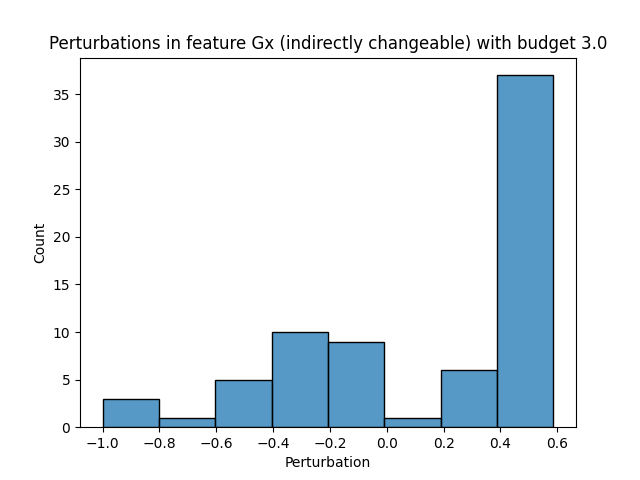 Perturbations in feature Gx (indirectly changeable) with budget 3.0
35
30
25
20
15
10
5
0
Count
−1.0 −0.8 −0.6 −0.4 −0.2 0.0 0.2 0.4 0.6
Perturbation